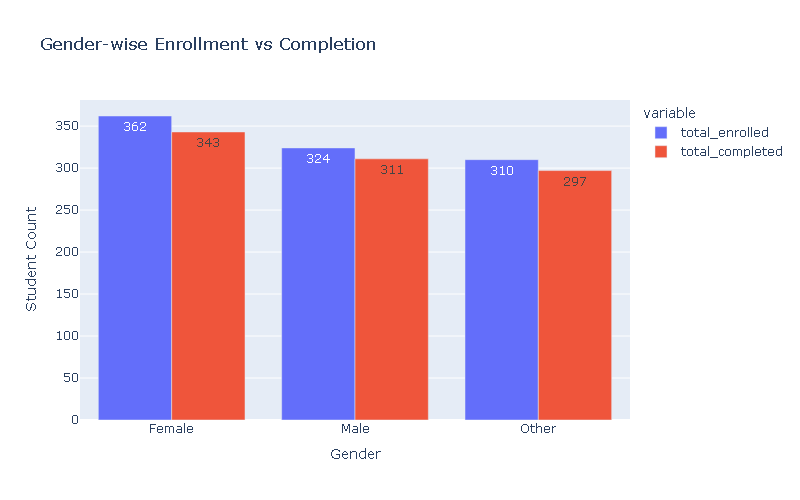 Gender-wise Enrollment vs Completion
variable
total_enrolled
total_completed
Student Count
350
300
250
200
150
100
50
0
362
343
324
311
310
297
Female
Male
Other
Gender